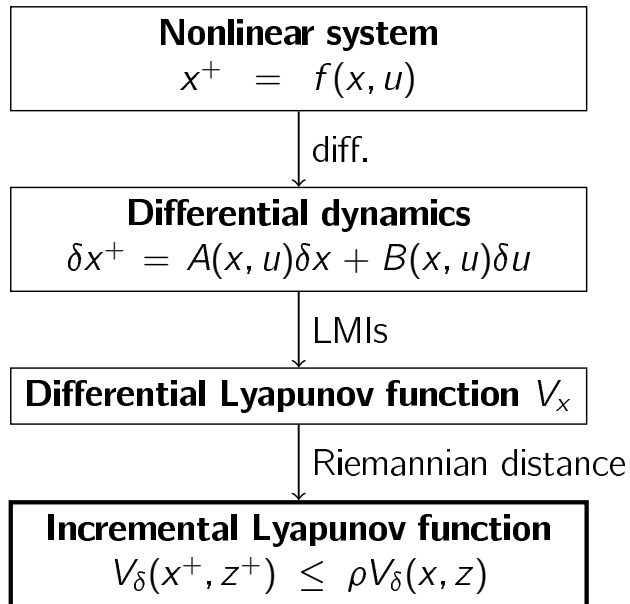 Nonlinear system
x⁺ = f(x, u)
diff.
Differential dynamics
δx⁺ = A(x, u)δx + B(x, u)δu
LMIs
Differential Lyapunov function Vₓ
Riemannian distance
Incremental Lyapunov function
V_δ(x⁺, z⁺) ≤ ρV_δ(x, z)